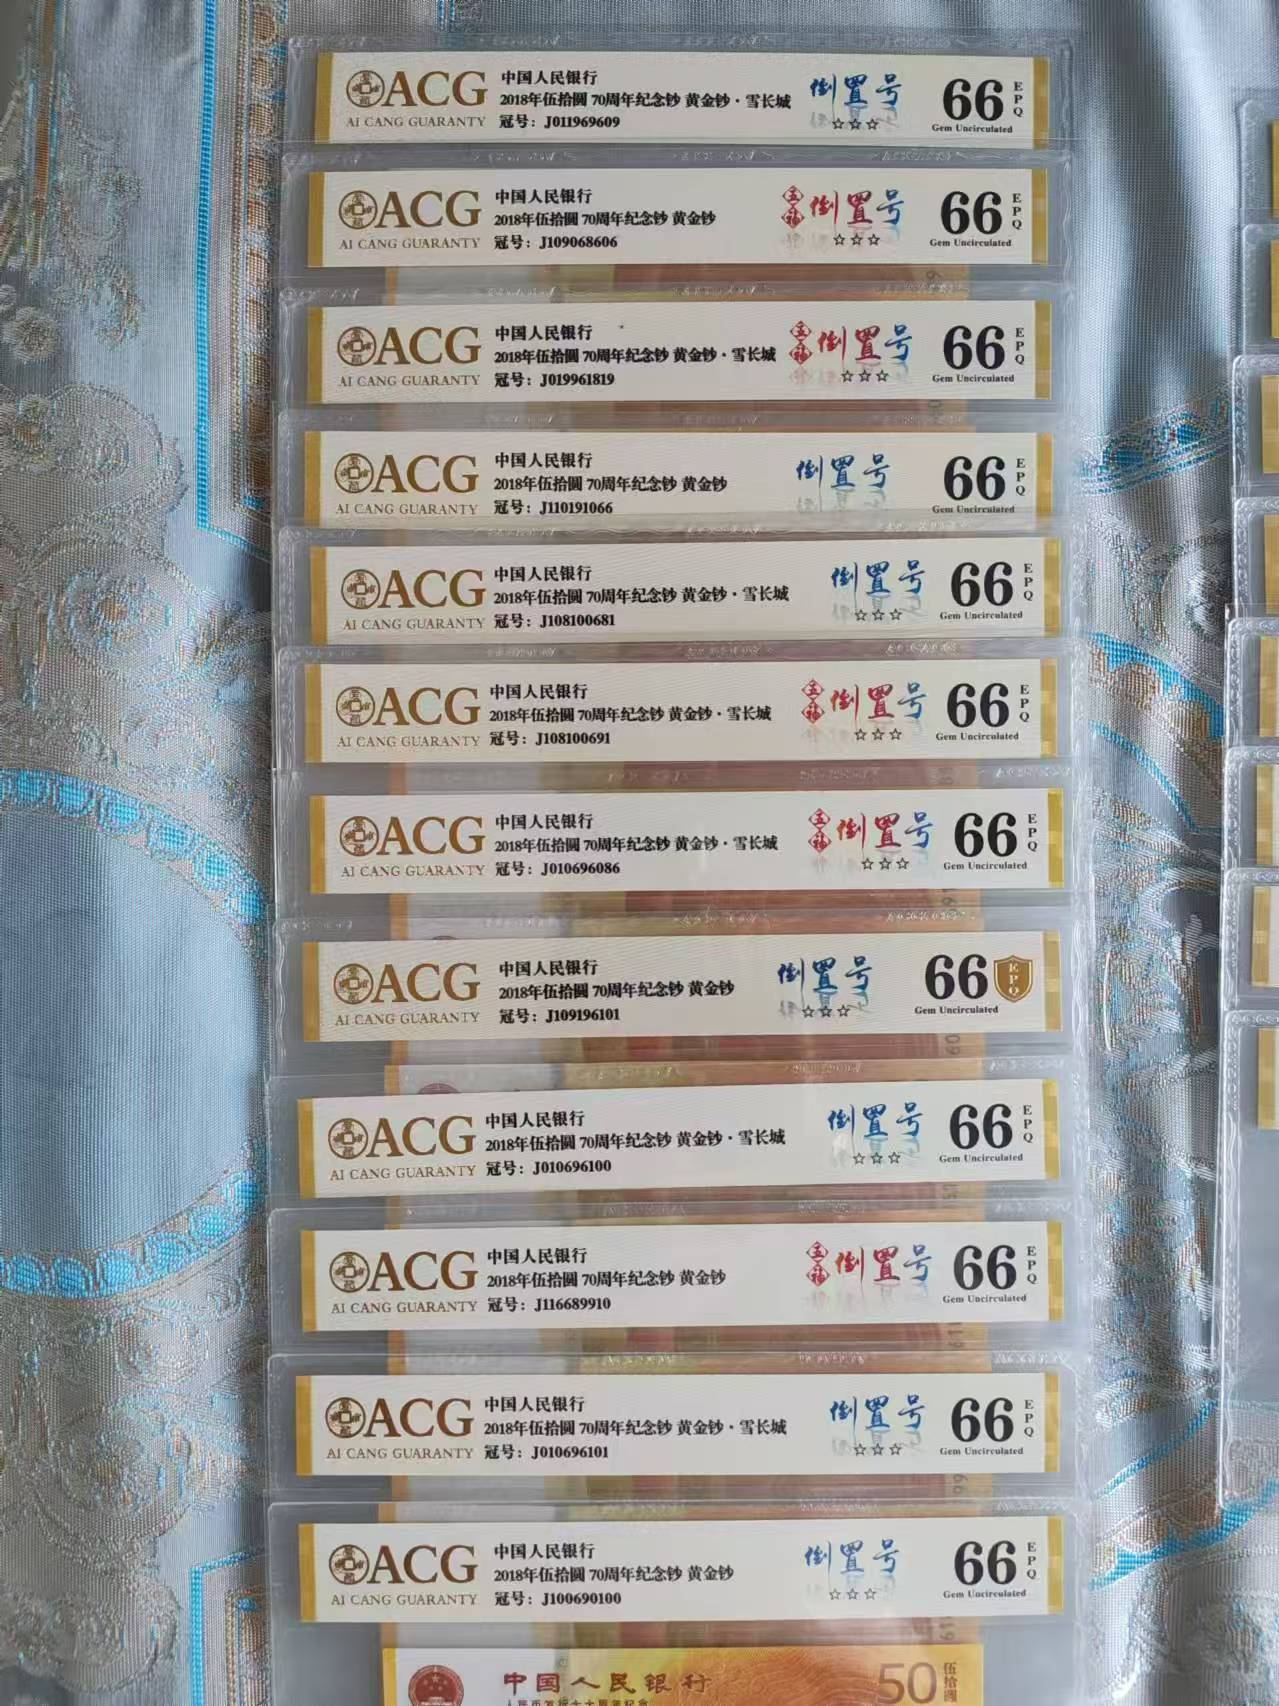 ACG 中国人民银行 倒置号 66 EPQ
2018年伍拾圆 70周年纪念钞 黄金钞·雪长城
AI CANG GUARANTY 冠号：J011969609 ☆☆☆ Gem Uncirculated
ACG 中国人民银行 五福 倒置号 66 EPQ
2018年伍拾圆 70周年纪念钞 黄金钞
AI CANG GUARANTY 冠号：J109068606 ☆☆☆ Gem Uncirculated
ACG 中国人民银行 五福 倒置号 66 EPQ
2018年伍拾圆 70周年纪念钞 黄金钞·雪长城
AI CANG GUARANTY 冠号：J019961819 ☆☆☆ Gem Uncirculated
ACG 中国人民银行 倒置号 66 EPQ
2018年伍拾圆 70周年纪念钞 黄金钞
AI CANG GUARANTY 冠号：J110191066 Gem Uncirculated
ACG 中国人民银行 倒置号 66 EPQ
2018年伍拾圆 70周年纪念钞 黄金钞·雪长城
AI CANG GUARANTY 冠号：J108100681 ☆☆☆ Gem Uncirculated
ACG 中国人民银行 五福 倒置号 66 EPQ
2018年伍拾圆 70周年纪念钞 黄金钞·雪长城
AI CANG GUARANTY 冠号：J108100691 ☆☆☆ Gem Uncirculated
ACG 中国人民银行 五福 倒置号 66 EPQ
2018年伍拾圆 70周年纪念钞 黄金钞·雪长城
AI CANG GUARANTY 冠号：J010696086 ☆☆☆ Gem Uncirculated
ACG 中国人民银行 倒置号 66 EPQ
2018年伍拾圆 70周年纪念钞 黄金钞
AI CANG GUARANTY 冠号：J109196101 ☆☆☆ Gem Uncirculated
ACG 中国人民银行 倒置号 66 EPQ
2018年伍拾圆 70周年纪念钞 黄金钞·雪长城
AI CANG GUARANTY 冠号：J010696100 ☆☆☆ Gem Uncirculated
ACG 中国人民银行 五福 倒置号 66 EPQ
2018年伍拾圆 70周年纪念钞 黄金钞
AI CANG GUARANTY 冠号：J116689910 Gem Uncirculated
ACG 中国人民银行 倒置号 66 EPQ
2018年伍拾圆 70周年纪念钞 黄金钞·雪长城
AI CANG GUARANTY 冠号：J010696101 ☆☆☆ Gem Uncirculated
ACG 中国人民银行 倒置号 66 EPQ
2018年伍拾圆 70周年纪念钞 黄金钞
AI CANG GUARANTY 冠号：J100690100 ☆☆☆ Gem Uncirculated
中国人民银行 50 伍拾圆